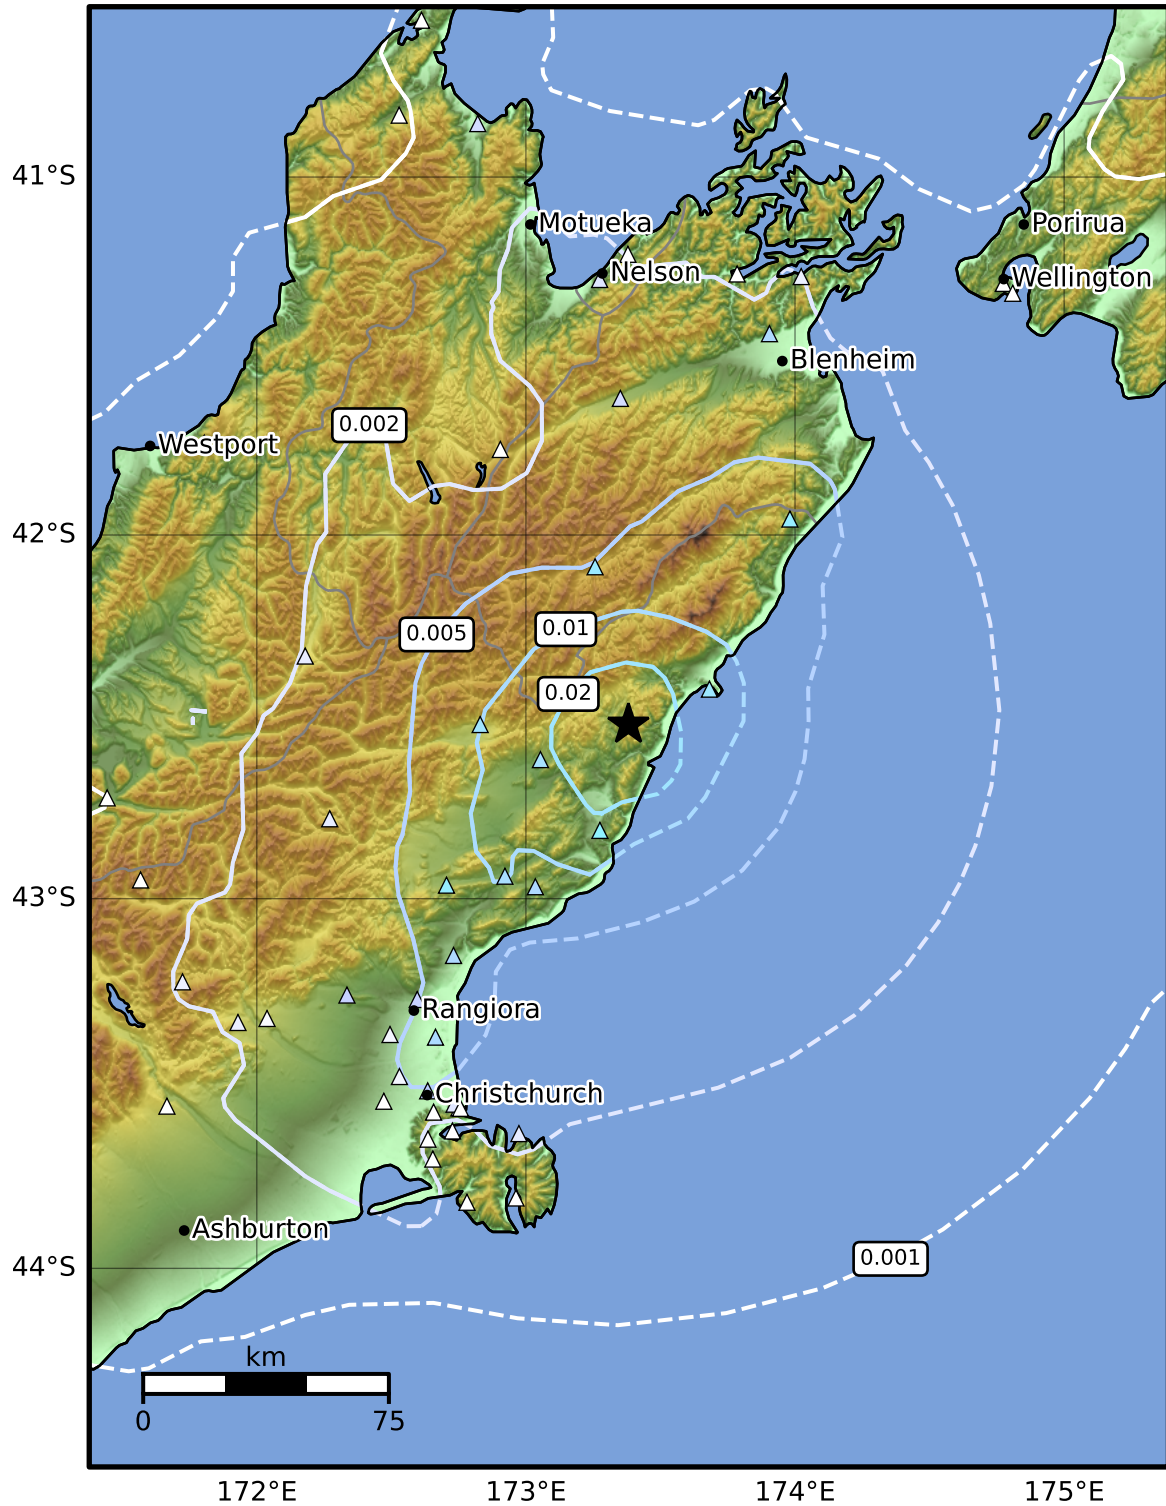 41°S
Motueka
Porirua
Nelson
Wellington
Blenheim
0.002
Westport
42°S
0.01
0.005
0.02
43°S
Rangiora
Christchurch
Ashburton
0.001
44°S
km
0
75
172°E
173°E
174°E
175°E